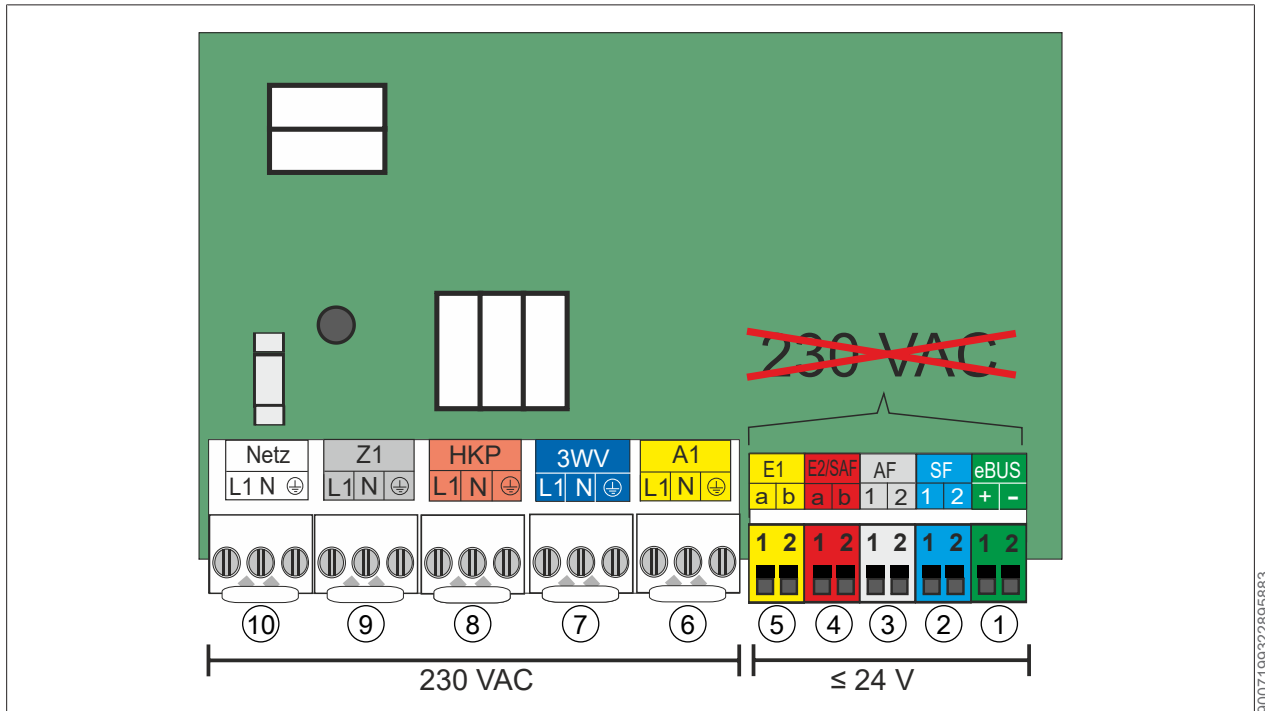 230 VAC
Netz Z1 HKP 3WV A1
L1 N ⏚ L1 N ⏚ L1 N ⏚ L1 N ⏚ L1 N ⏚
E1 E2/SAF AF SF eBUS
a b a b 1 2 1 2 + -
1 2 1 2 1 2 1 2 1 2
10 9 8 7 6 5 4 3 2 1
230 VAC ≤ 24 V